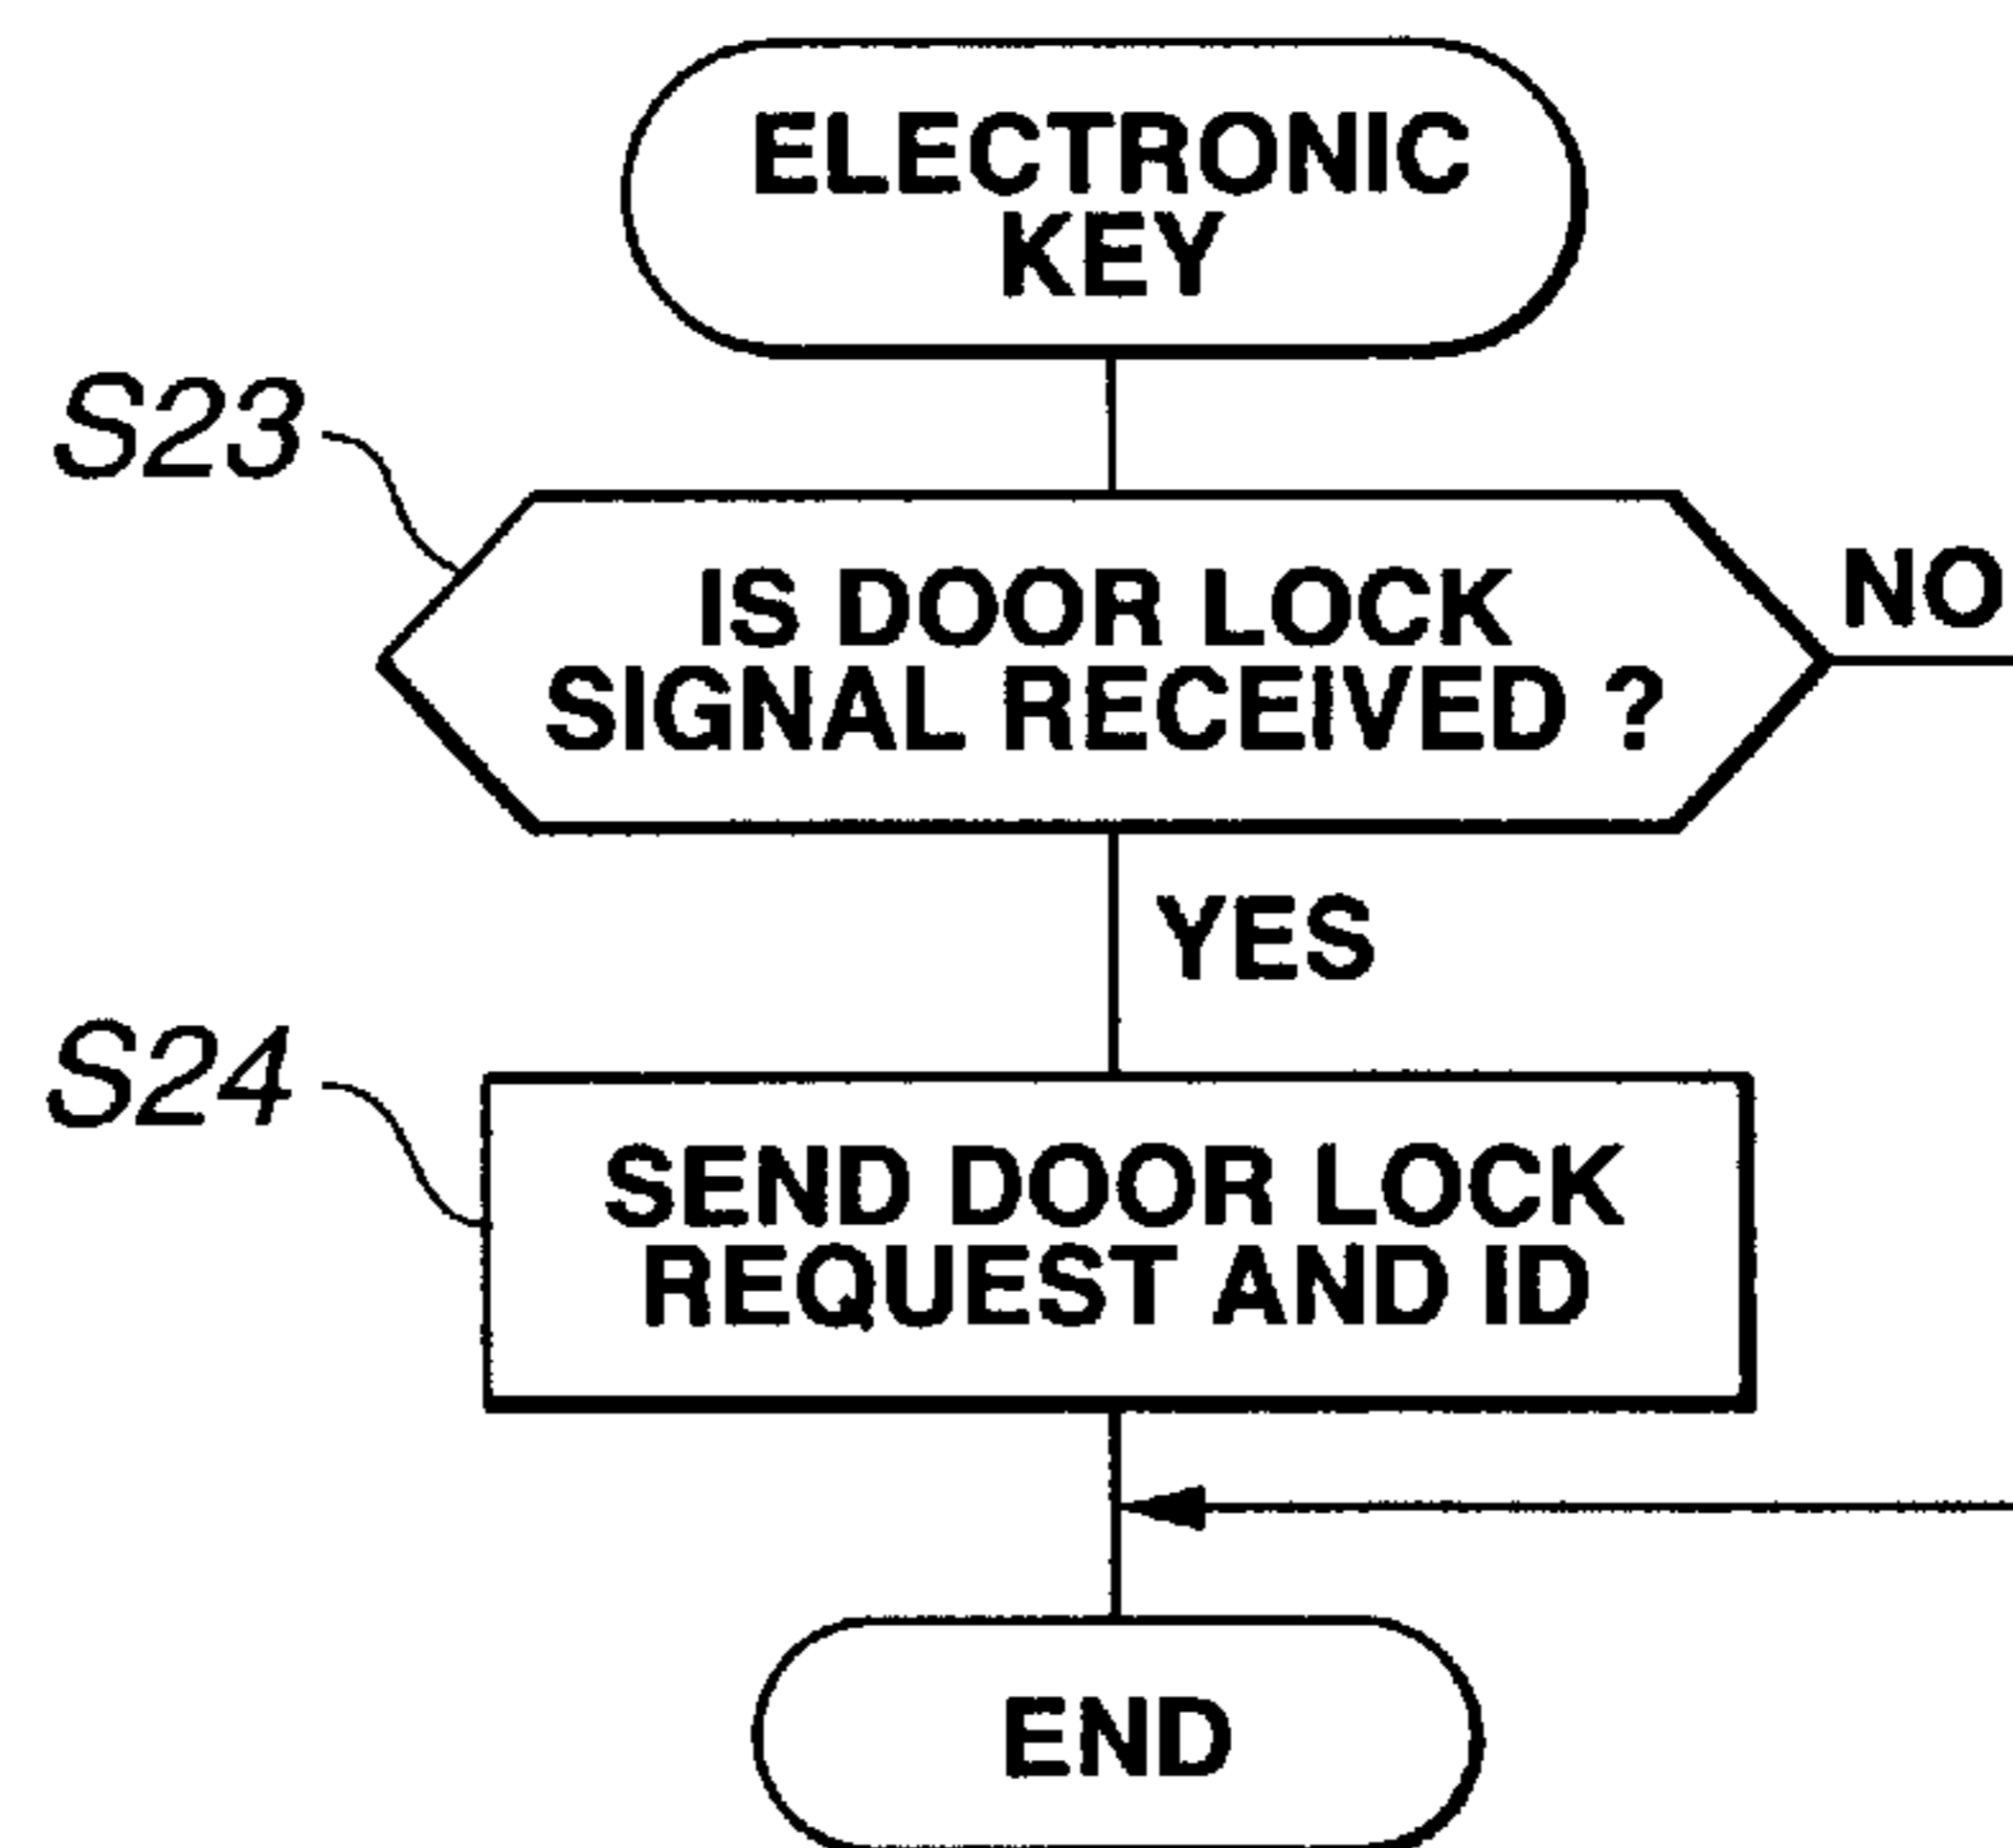 ELECTRONIC
KEY
S23
IS DOOR LOCK
SIGNAL RECEIVED ?
NO
YES
S24
SEND DOOR LOCK
REQUEST AND ID
END